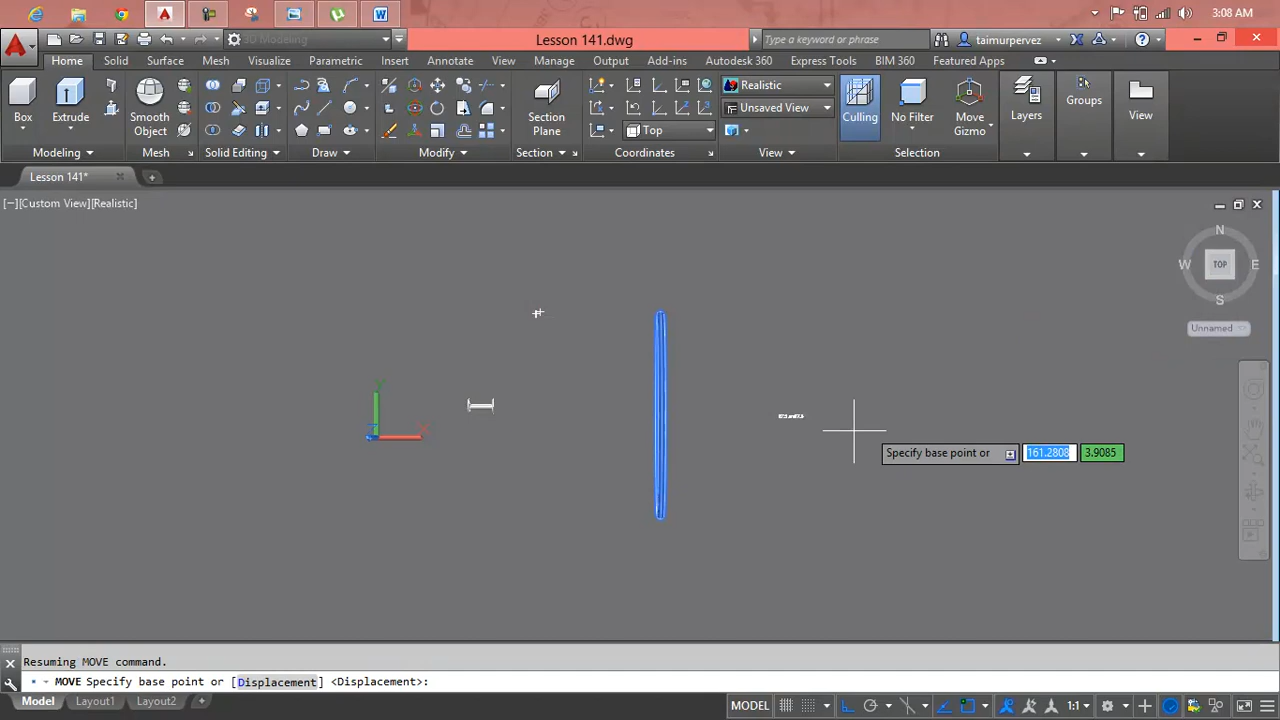 3:08 AM
3D Modeling
Lesson 141.dwg
Type a keyword or phrase
taimurpervez
Home Solid Surface Mesh Visualize Parametric Insert Annotate View Manage Output Add-ins Autodesk 360 Express Tools BIM 360 Featured Apps
Realistic
Unsaved View
Top
Box Extrude Smooth Object Section Plane Culling No Filter Move Gizmo Layers Groups View
Modeling Mesh Solid Editing Draw Modify Section Coordinates View Selection
Lesson 141*
[−][Custom View][Realistic]
N
W TOP E
S
Unnamed
Y
X
Specify base point or 161.2808 3.9085
Resuming MOVE command.
MOVE Specify base point or [Displacement] <Displacement>:
Model Layout1 Layout2 +
MODEL 1:1